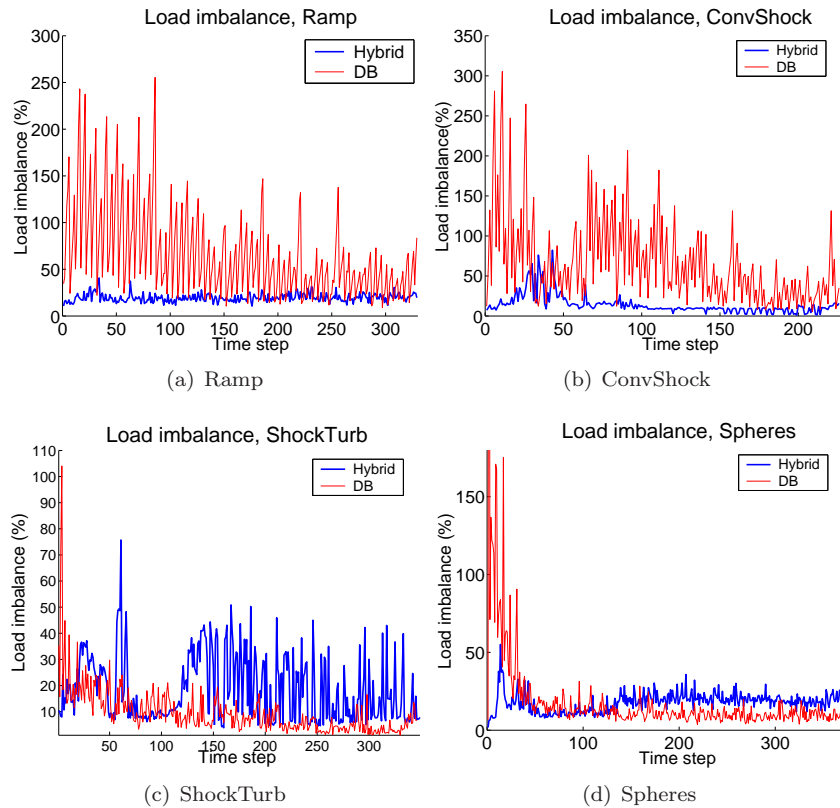 Load imbalance, Ramp
Hybrid
DB
Load imbalance (%)
300
250
200
150
100
50
0
0 50 100 150 200 250 300
Time step
(a) Ramp
Load imbalance, ConvShock
Hybrid
DB
Load imbalance(%)
350
300
250
200
150
100
50
0
0 50 100 150 200
Time step
(b) ConvShock
Load imbalance, ShockTurb
Hybrid
DB
Load imbalance (%)
110
100
90
80
70
60
50
40
30
20
10
50 100 150 200 250 300
Time step
(c) ShockTurb
Load imbalance, Spheres
Hybrid
DB
Load imbalance (%)
150
100
50
0
0 100 200 300
Time step
(d) Spheres